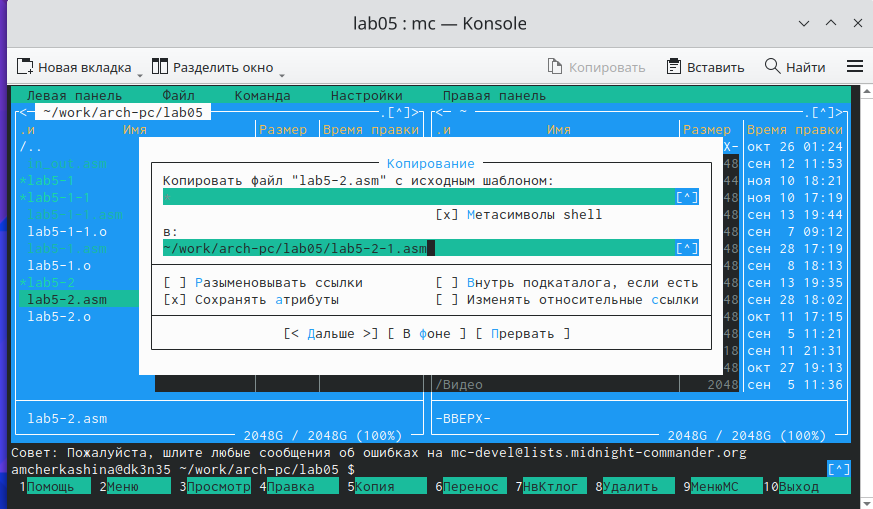 lab05 : mc — Konsole
Новая вкладка Разделить окно Копировать Вставить Найти
Левая панель Файл Команда Настройки Правая панель
<─ ~/work/arch-pc/lab05 .[^]> <─ ~ .[^]>
.и Имя Размер Время правки .и Имя Размер Время правки
/.. Х- окт 26 01:24
in_out.asm 48 сен 12 11:53
*lab5-1 44 ноя 10 18:21
*lab5-1-1 48 ноя 10 17:19
lab5-1-1.asm 48 сен 13 19:44
lab5-1-1.o 48 сен 7 09:12
lab5-1.asm 48 сен 28 17:19
lab5-1.o 48 сен 8 18:13
*lab5-2 48 сен 13 19:35
lab5-2.asm 48 сен 28 18:02
lab5-2.o 48 окт 11 17:15
48 сен 5 11:21
18 сен 11 21:31
48 окт 27 19:13
/Видео 2048 сен 5 11:36
Копирование
Копировать файл "lab5-2.asm" с исходным шаблоном:
[^]
[x] Метасимволы shell
в:
~/work/arch-pc/lab05/lab5-2-1.asm [^]
[ ] Разыменовывать ссылки [ ] Внутрь подкаталога, если есть
[x] Сохранять атрибуты [ ] Изменять относительные ссылки
[< Дальше >] [ В фоне ] [ Прервать ]
lab5-2.asm -ВВЕРХ-
2048G / 2048G (100%) 2048G / 2048G (100%)
Совет: Пожалуйста, шлите любые сообщения об ошибках на mc-devel@lists.midnight-commander.org
amcherkashina@dk3n35 ~/work/arch-pc/lab05 $ [^]
1Помощь 2Меню 3Просмотр 4Правка 5Копия 6Перенос 7НвКтлог 8Удалить 9МенюМС 10Выход